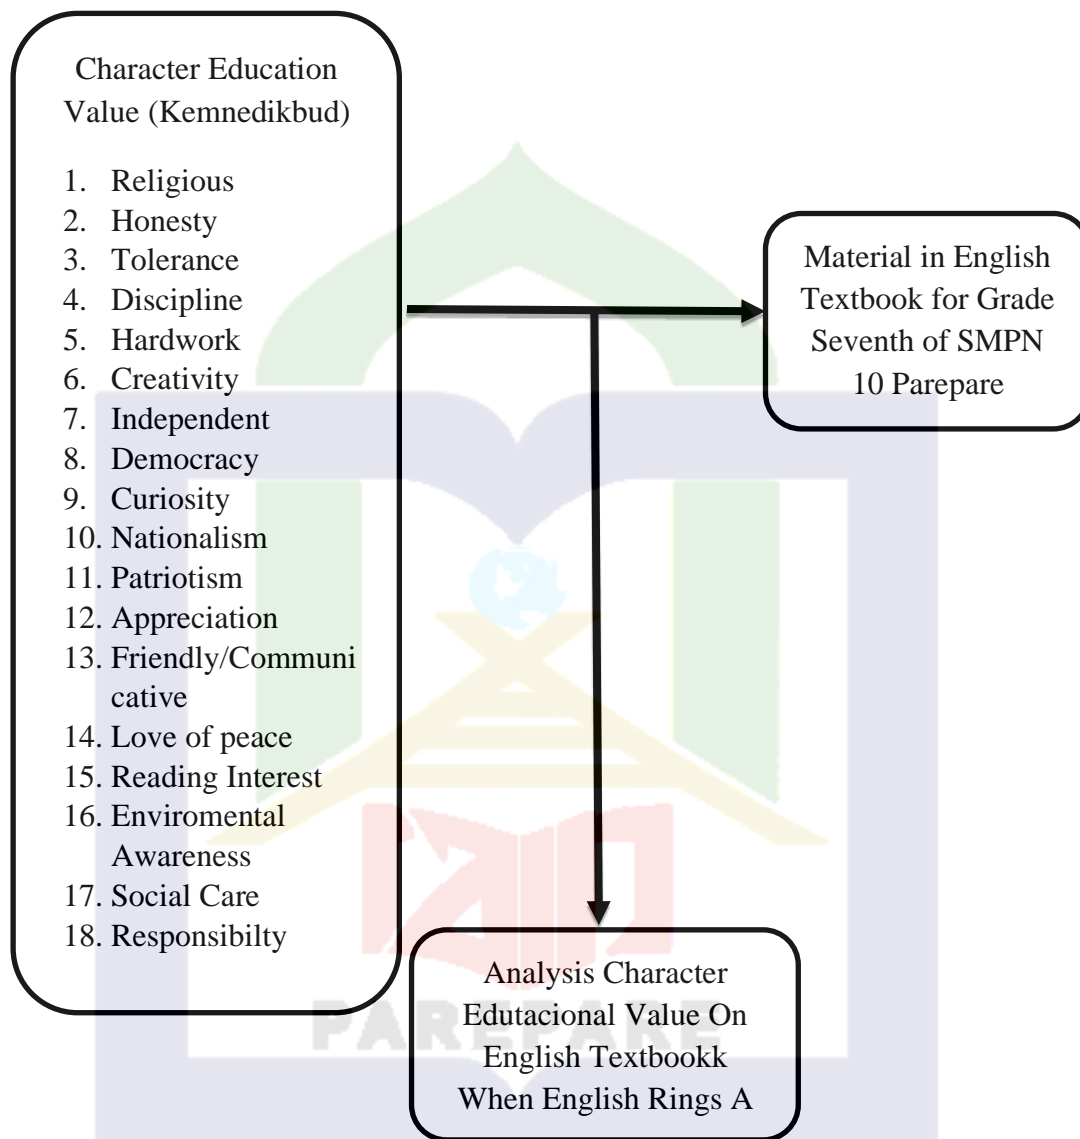 Character Education
Value (Kemnedikbud)
1. Religious
2. Honesty
3. Tolerance
4. Discipline
5. Hardwork
6. Creativity
7. Independent
8. Democracy
9. Curiosity
10. Nationalism
11. Patriotism
12. Appreciation
13. Friendly/Communi
cative
14. Love of peace
15. Reading Interest
16. Enviromental
Awareness
17. Social Care
18. Responsibilty
Material in English
Textbook for Grade
Seventh of SMPN
10 Parepare
Analysis Character
Edutacional Value On
English Textbookk
When English Rings A
PAREPARE